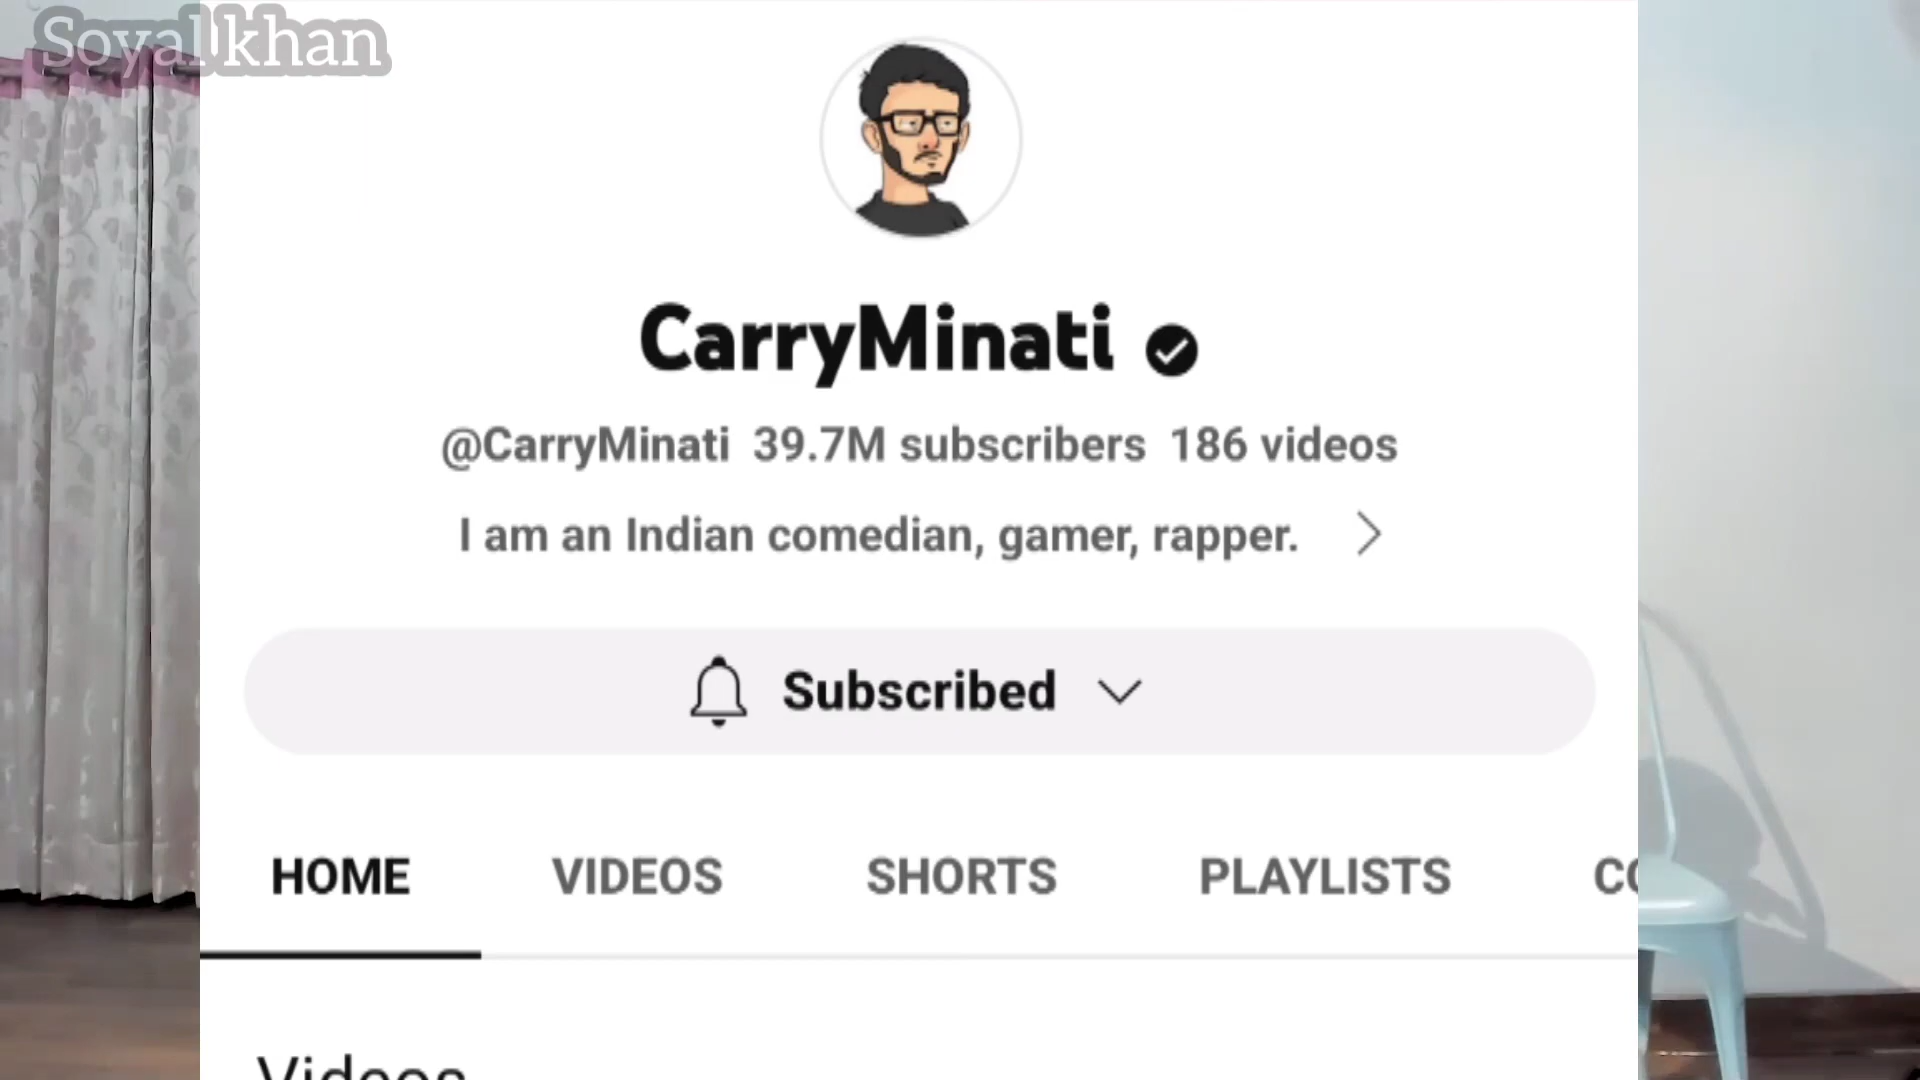 Soyal khan
CarryMinati
@CarryMinati 39.7M subscribers 186 videos
I am an Indian comedian, gamer, rapper.
Subscribed
HOME VIDEOS SHORTS PLAYLISTS
Videos